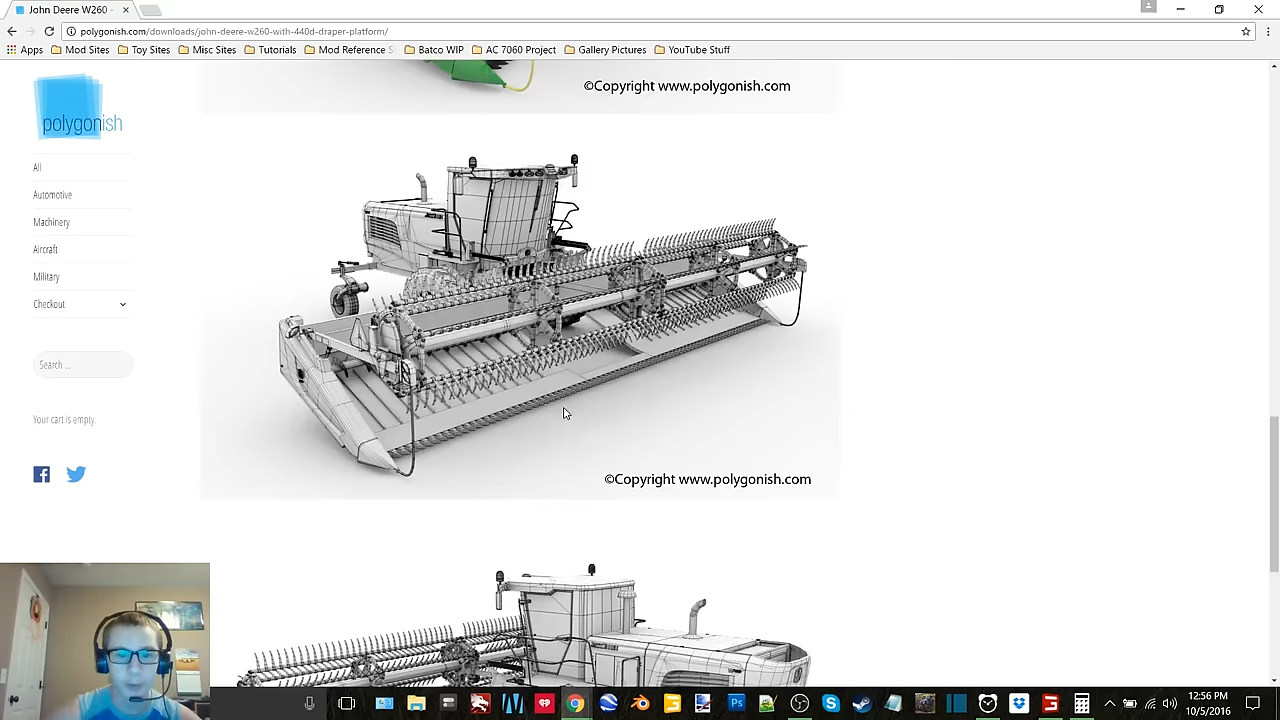 John Deere W260 -
polygonish.com/downloads/john-deere-w260-with-440d-draper-platform/
Apps Mod Sites Toy Sites Misc Sites Tutorials Mod Reference S Batco WIP AC 7060 Project Gallery Pictures YouTube Stuff
polygonish
All
Automotive
Machinery
Aircraft
Military
Checkout
Search ...
Your cart is empty.
©Copyright www.polygonish.com
©Copyright www.polygonish.com
12:56 PM
10/5/2016